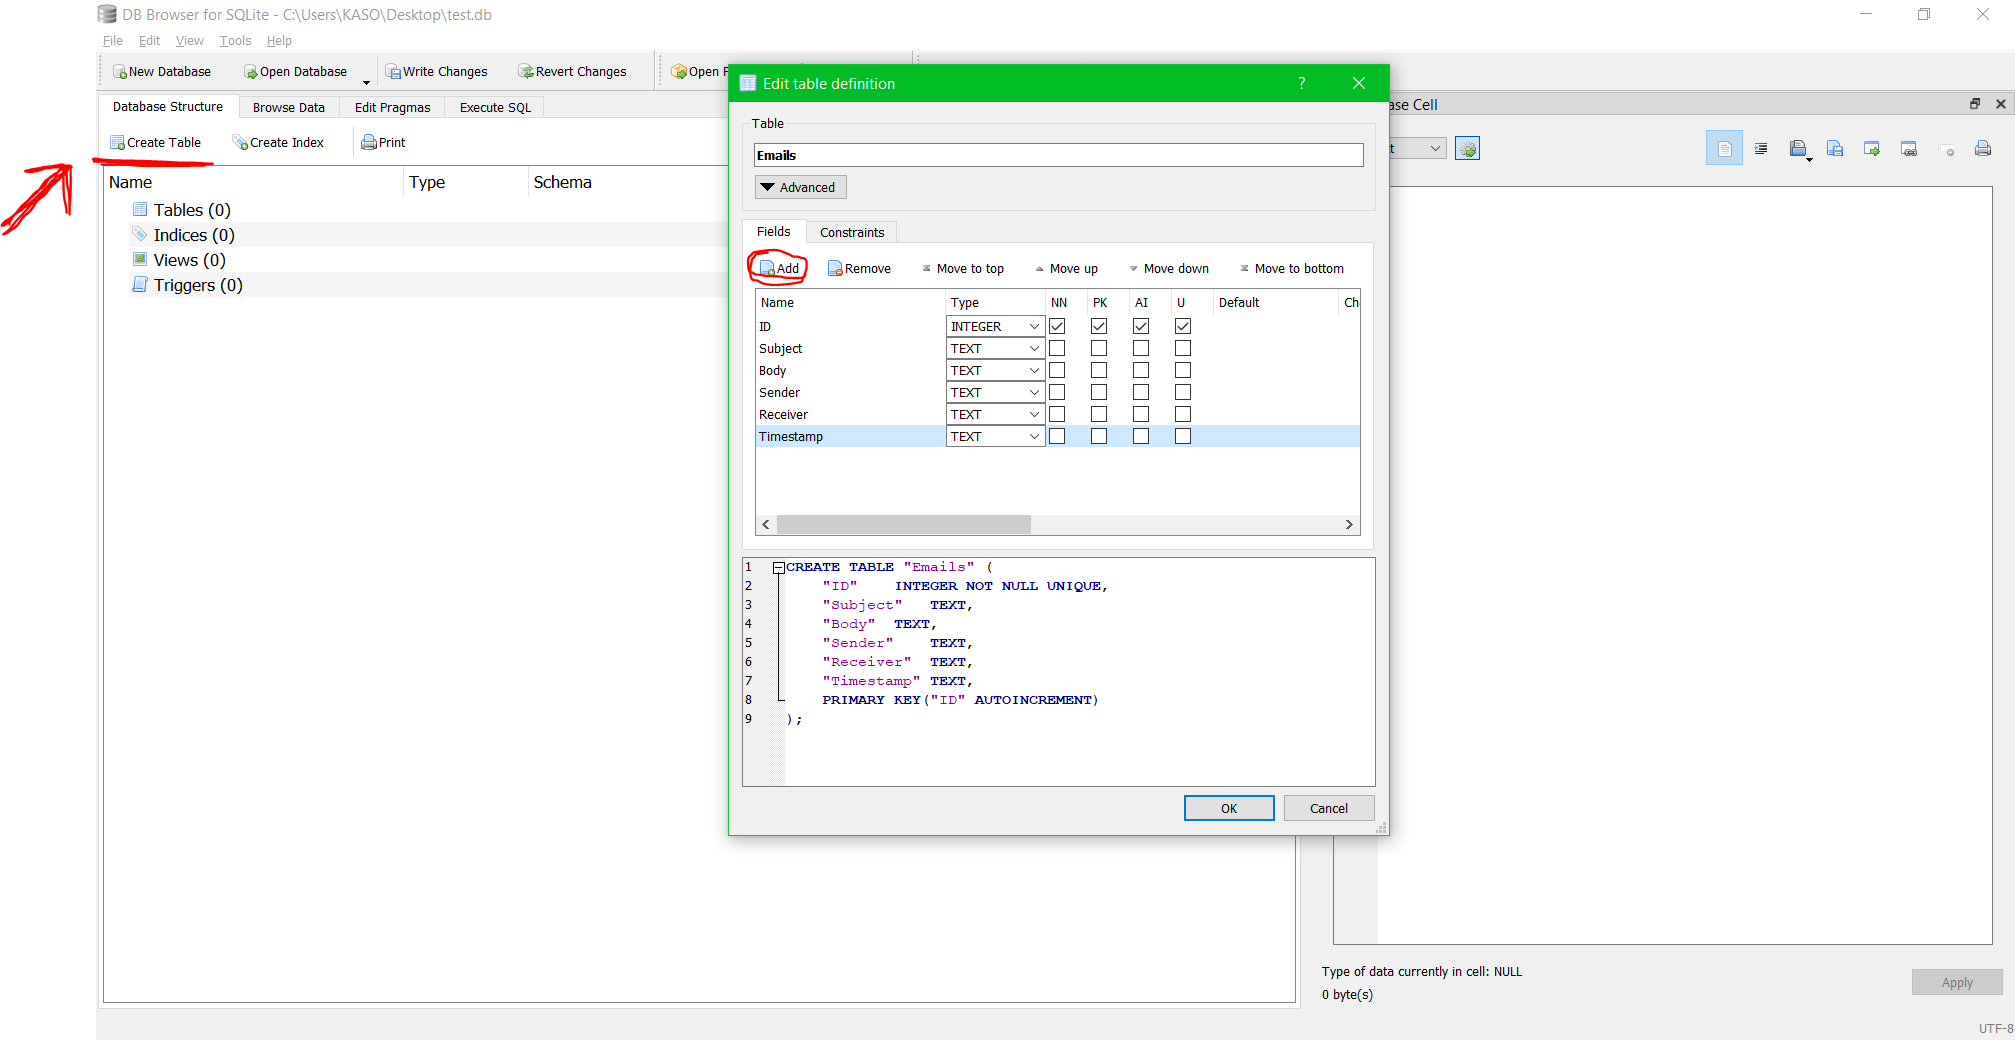 DB Browser for SQLite - C:\Users\KASO\Desktop\test.db
File Edit View Tools Help
New Database Open Database Write Changes Revert Changes Open
Edit table definition ?
Database Structure Browse Data Edit Pragmas Execute SQL
Cell
Create Table Create Index Print
Table
Emails
Advanced
Name Type Schema
Tables (0)
Indices (0)
Views (0)
Triggers (0)
Fields Constraints
Add Remove Move to top Move up Move down Move to bottom
Name Type NN PK AI U Default
ID INTEGER
Subject TEXT
Body TEXT
Sender TEXT
Receiver TEXT
Timestamp TEXT
1 CREATE TABLE "Emails" (
2 "ID" INTEGER NOT NULL UNIQUE,
3 "Subject" TEXT,
4 "Body" TEXT,
5 "Sender" TEXT,
6 "Receiver" TEXT,
7 "Timestamp" TEXT,
8 PRIMARY KEY("ID" AUTOINCREMENT)
9 );
OK Cancel
Type of data currently in cell: NULL
0 byte(s)
Apply
UTF-8